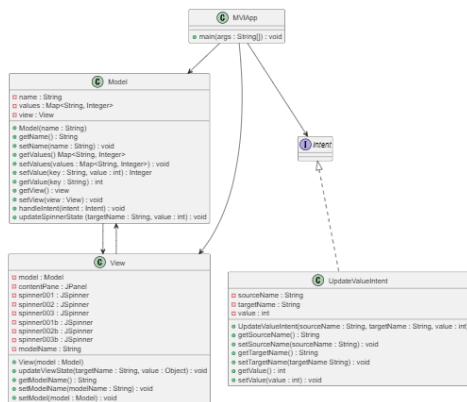 C MVIApp
main(args : String[]) : void
C Model
name : String
values : Map<String, Integer>
view : View
Model(name : String)
getName() : String
setName(name : String) : void
getValues() Map<String, Integer>
setValues(values : Map<String, Integer>) : void
setValue(key : String, value : int) : Integer
getValue(key : String) : int
getView() : view
setView(view : View) : void
handleIntent(intent : Intent) : void
updateSpinnerState (targetName : String, value : int) : void
I Intent
C View
model : Model
contentPane : JPanel
spinner001 : JSpinner
spinner002 : JSpinner
spinner003 : JSpinner
spinner001b : JSpinner
spinner002b : JSpinner
spinner003b : JSpinner
modelName : String
View(model : Model)
updateViewState(targetName : String, value : Object) : void
getModelName() : String
setModelName(modelName : String) : void
setModel(model : Model) : void
C UpdateValueIntent
sourceName : String
targetName : String
value : int
UpdateValueIntent(sourceName : String, targetName : String, value : int
getSourceName() : String
setSourceName(sourceName : String) : void
getTargetName() : String
setTargetName(targetName String) : void
getValue() : int
setValue(value : int) : void